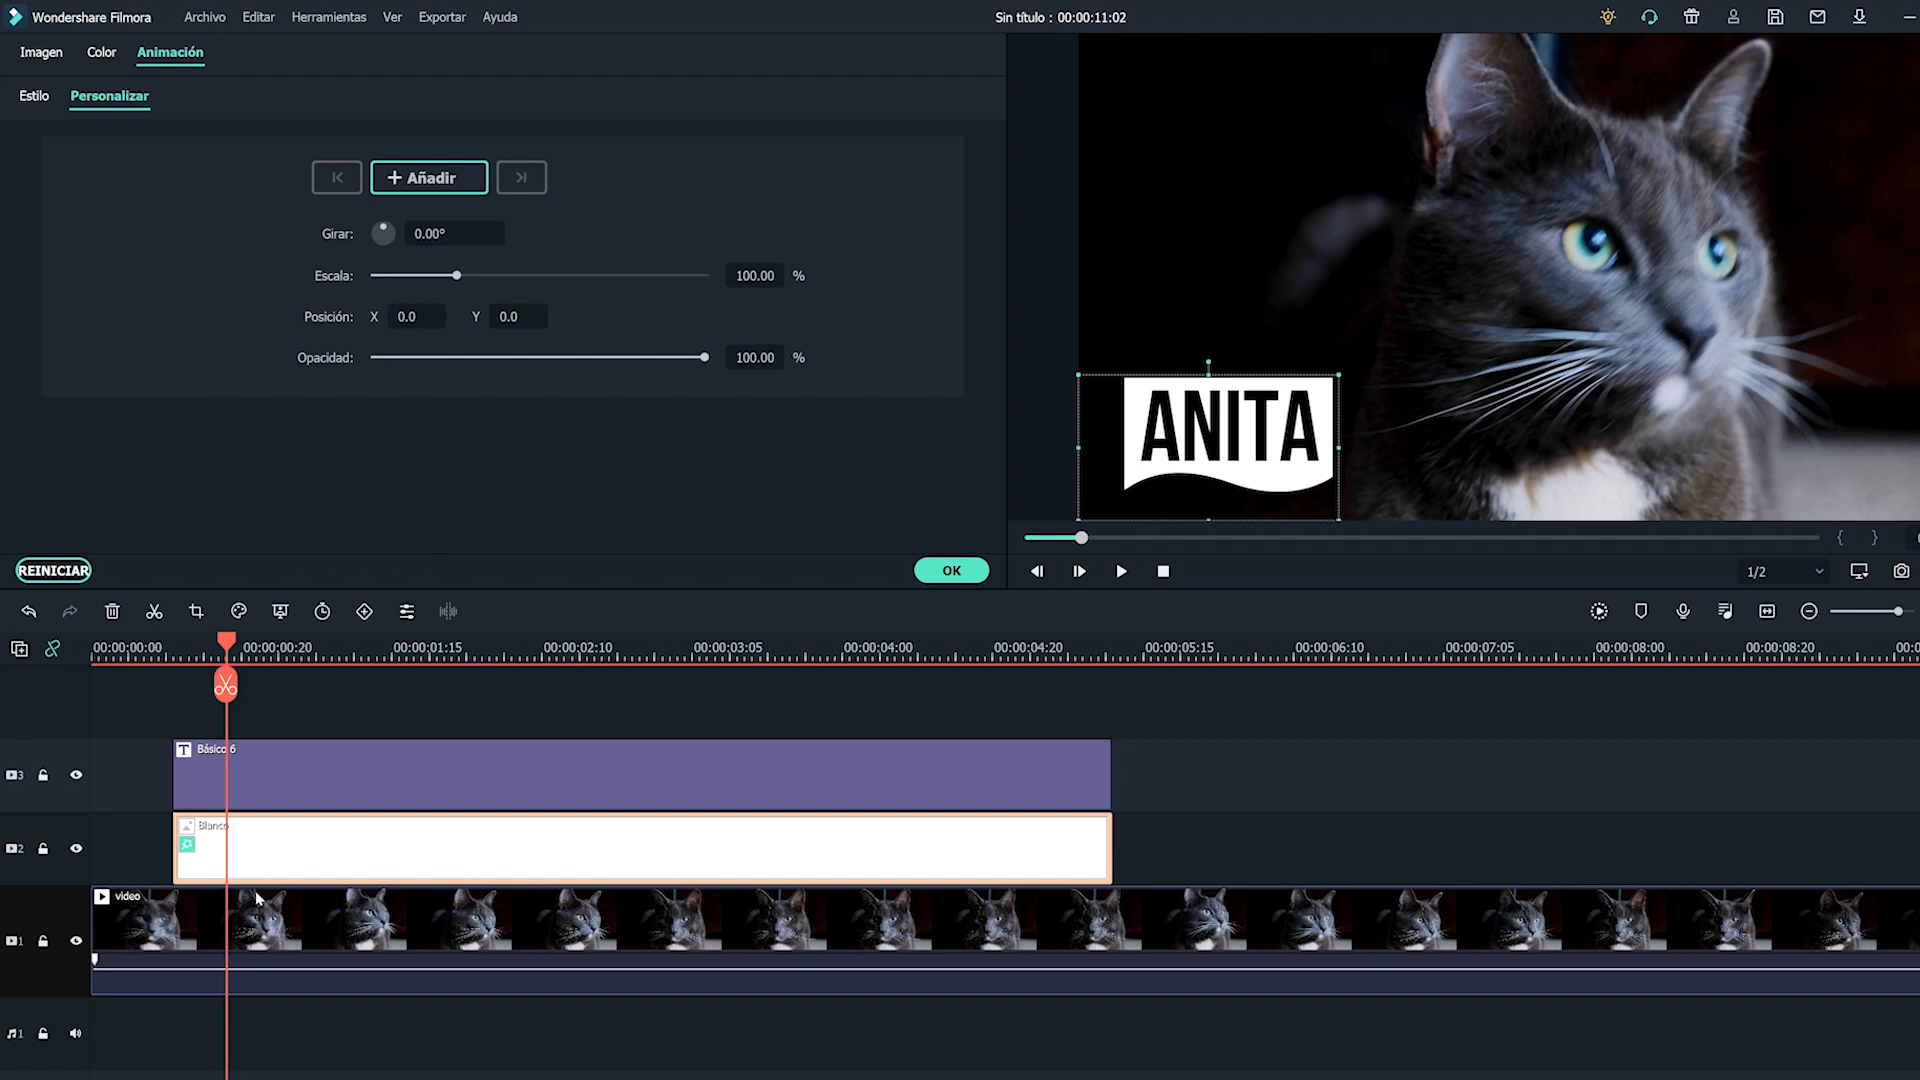 Wondershare Filmora Archivo Editar Herramientas Ver Exportar Ayuda Sin título : 00:00:11:02
Imagen Color Animación
Estilo Personalizar
+ Añadir
Girar: 0.00°
Escala: 100.00 %
Posición: X 0.0 Y 0.0
Opacidad: 100.00 %
ANITA
REINICIAR OK
1/2
00:00:00:00 00:00:00:20 00:00:01:15 00:00:02:10 00:00:03:05 00:00:04:00 00:00:04:20 00:00:05:15 00:00:06:10 00:00:07:05 00:00:08:00 00:00:08:20
T Básico 6
3
Blanco
2
video
1
1